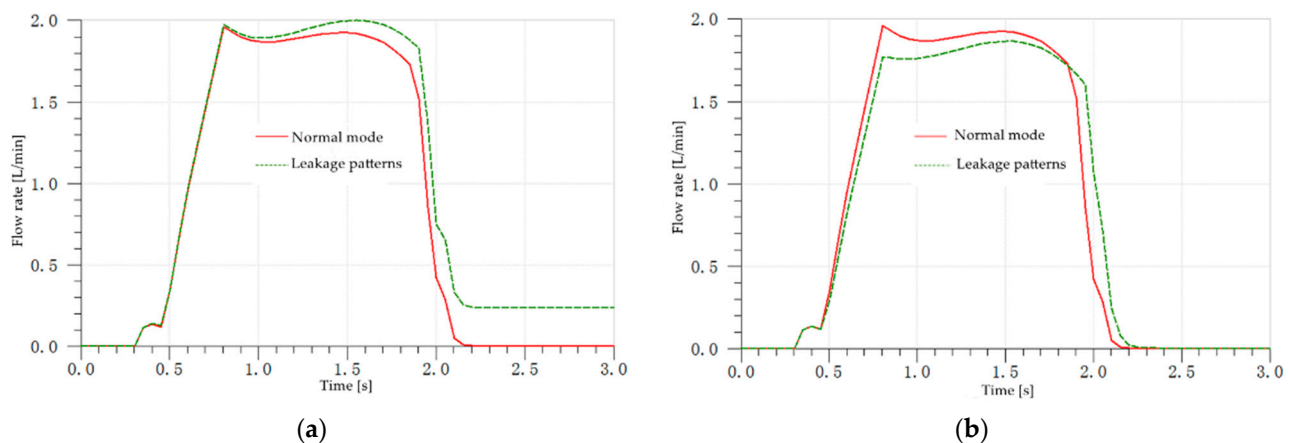 2.0
1.5
1.0
0.5
0.0
Flow rate [L/min]
Normal mode
Leakage patterns
0.0 0.5 1.0 1.5 2.0 2.5 3.0
Time [s]
(a)
2.0
1.5
1.0
0.5
0.0
Flow rate [L/min]
Normal mode
Leakage patterns
0.0 0.5 1.0 1.5 2.0 2.5 3.0
Time [s]
(b)